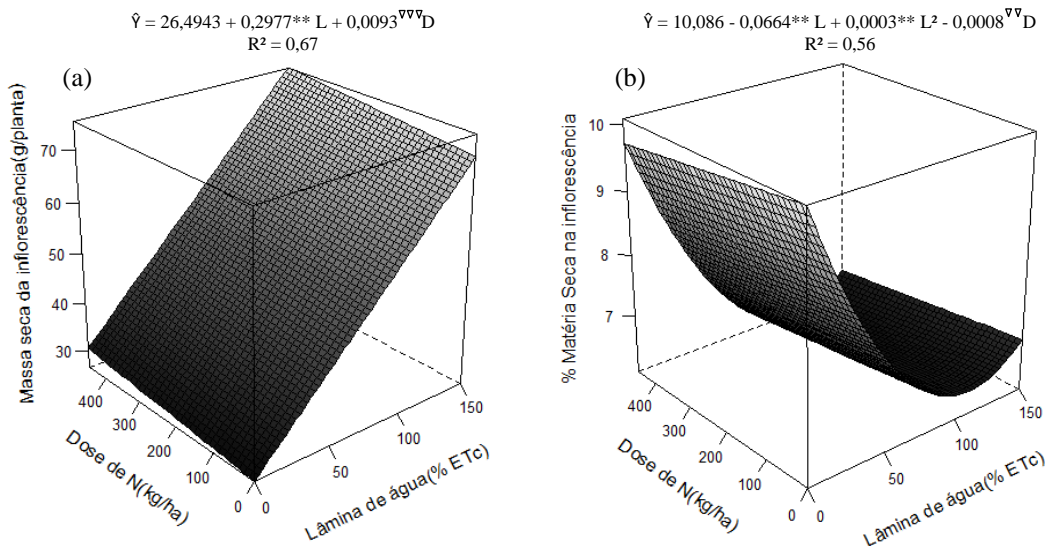 Ŷ = 26,4943 + 0,2977** L + 0,0093∇∇∇D
R² = 0,67
(a)
Massa seca da inflorescência(g/planta)
70
60
50
40
30
400
300
200
100
0
Dose de N(kg/ha)
0
50
100
150
Lâmina de água(% ETc)
Ŷ = 10,086 - 0,0664** L + 0,0003** L² - 0,0008∇∇D
R² = 0,56
(b)
% Matéria Seca na inflorescência
10
9
8
7
400
300
200
100
0
Dose de N(kg/ha)
0
50
100
150
Lâmina de água(% ETc)